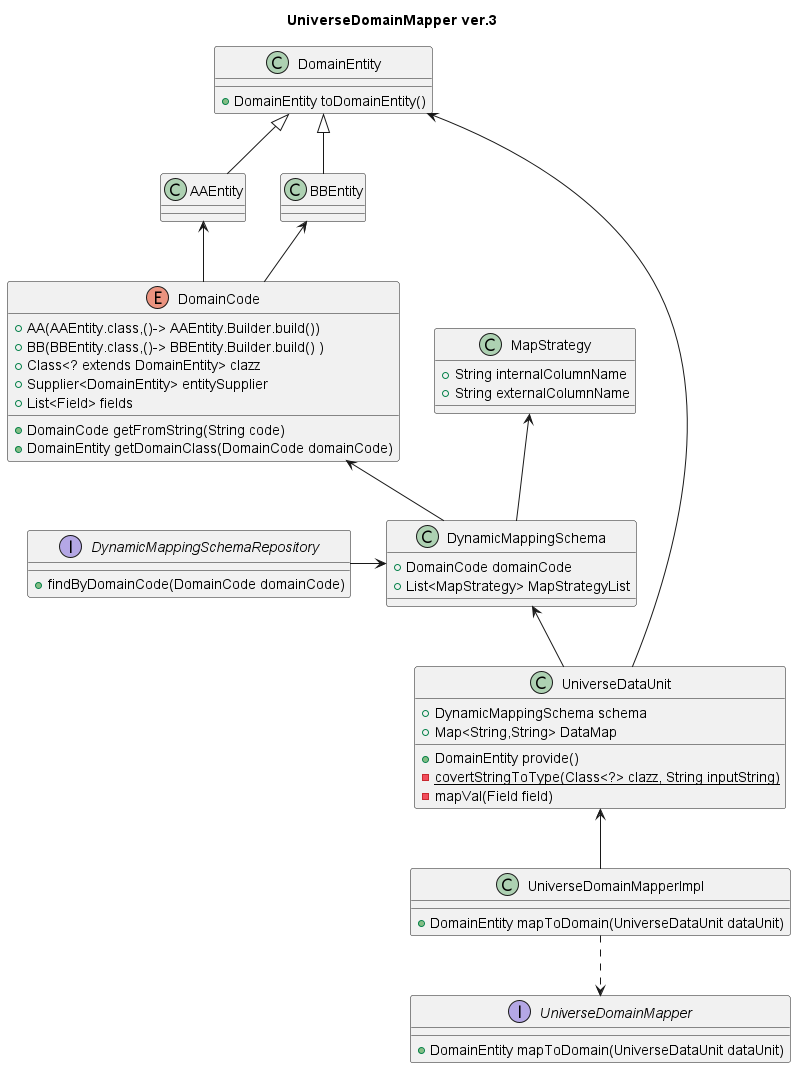 UniverseDomainMapper ver.3
C DomainEntity
DomainEntity toDomainEntity()
C AAEntity
C BBEntity
E DomainCode
AA(AAEntity.class,()-> AAEntity.Builder.build())
BB(BBEntity.class,()-> BBEntity.Builder.build() )
Class<? extends DomainEntity> clazz
Supplier<DomainEntity> entitySupplier
List<Field> fields
DomainCode getFromString(String code)
DomainEntity getDomainClass(DomainCode domainCode)
C MapStrategy
String internalColumnName
String externalColumnName
I DynamicMappingSchemaRepository
findByDomainCode(DomainCode domainCode)
C DynamicMappingSchema
DomainCode domainCode
List<MapStrategy> MapStrategyList
C UniverseDataUnit
DynamicMappingSchema schema
Map<String,String> DataMap
DomainEntity provide()
covertStringToType(Class<?> clazz, String inputString)
mapVal(Field field)
C UniverseDomainMapperImpl
DomainEntity mapToDomain(UniverseDataUnit dataUnit)
I UniverseDomainMapper
DomainEntity mapToDomain(UniverseDataUnit dataUnit)